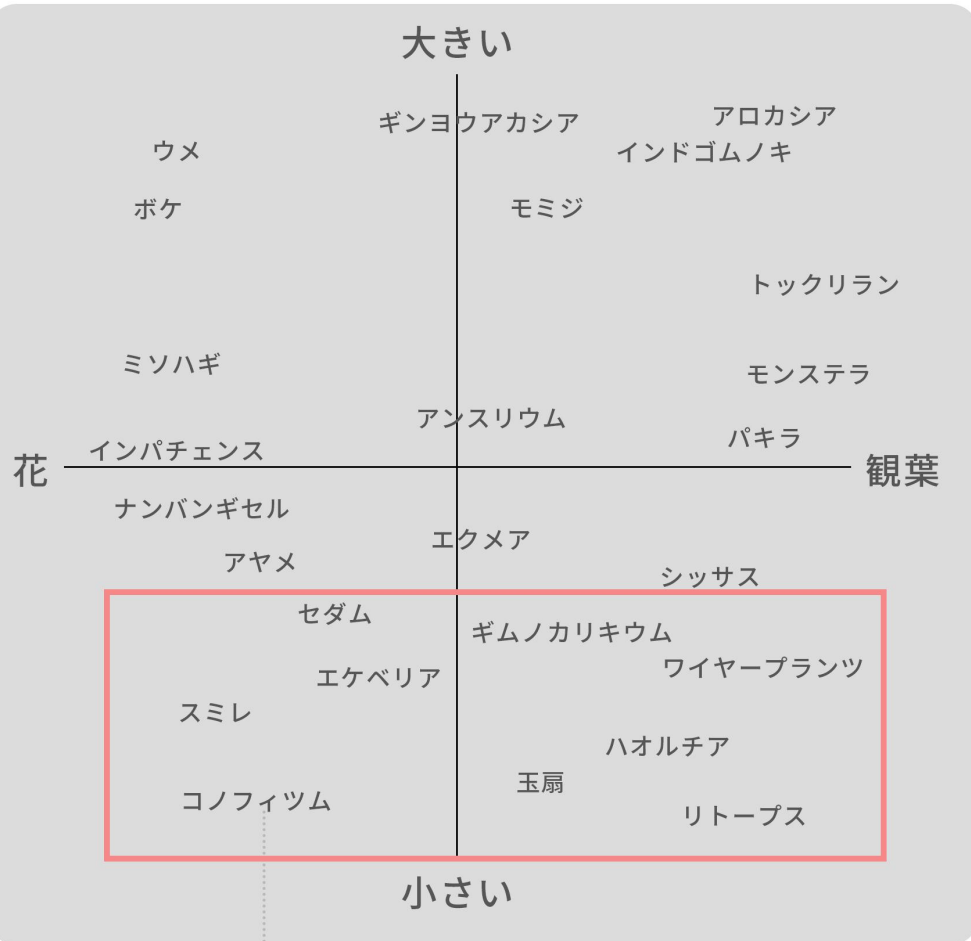 大きい
ギンヨウアカシア
アロカシア
ウメ
インドゴムノキ
ボケ
モミジ
トックリラン
ミソハギ
モンステラ
アンスリウム
パキラ
インパチェンス
花
観葉
ナンバンギセル
エクメア
アヤメ
シッサス
セダム
ギムノカリキウム
ワイヤープランツ
エケベリア
スミレ
ハオルチア
玉扇
コノフィツム
リトープス
小さい